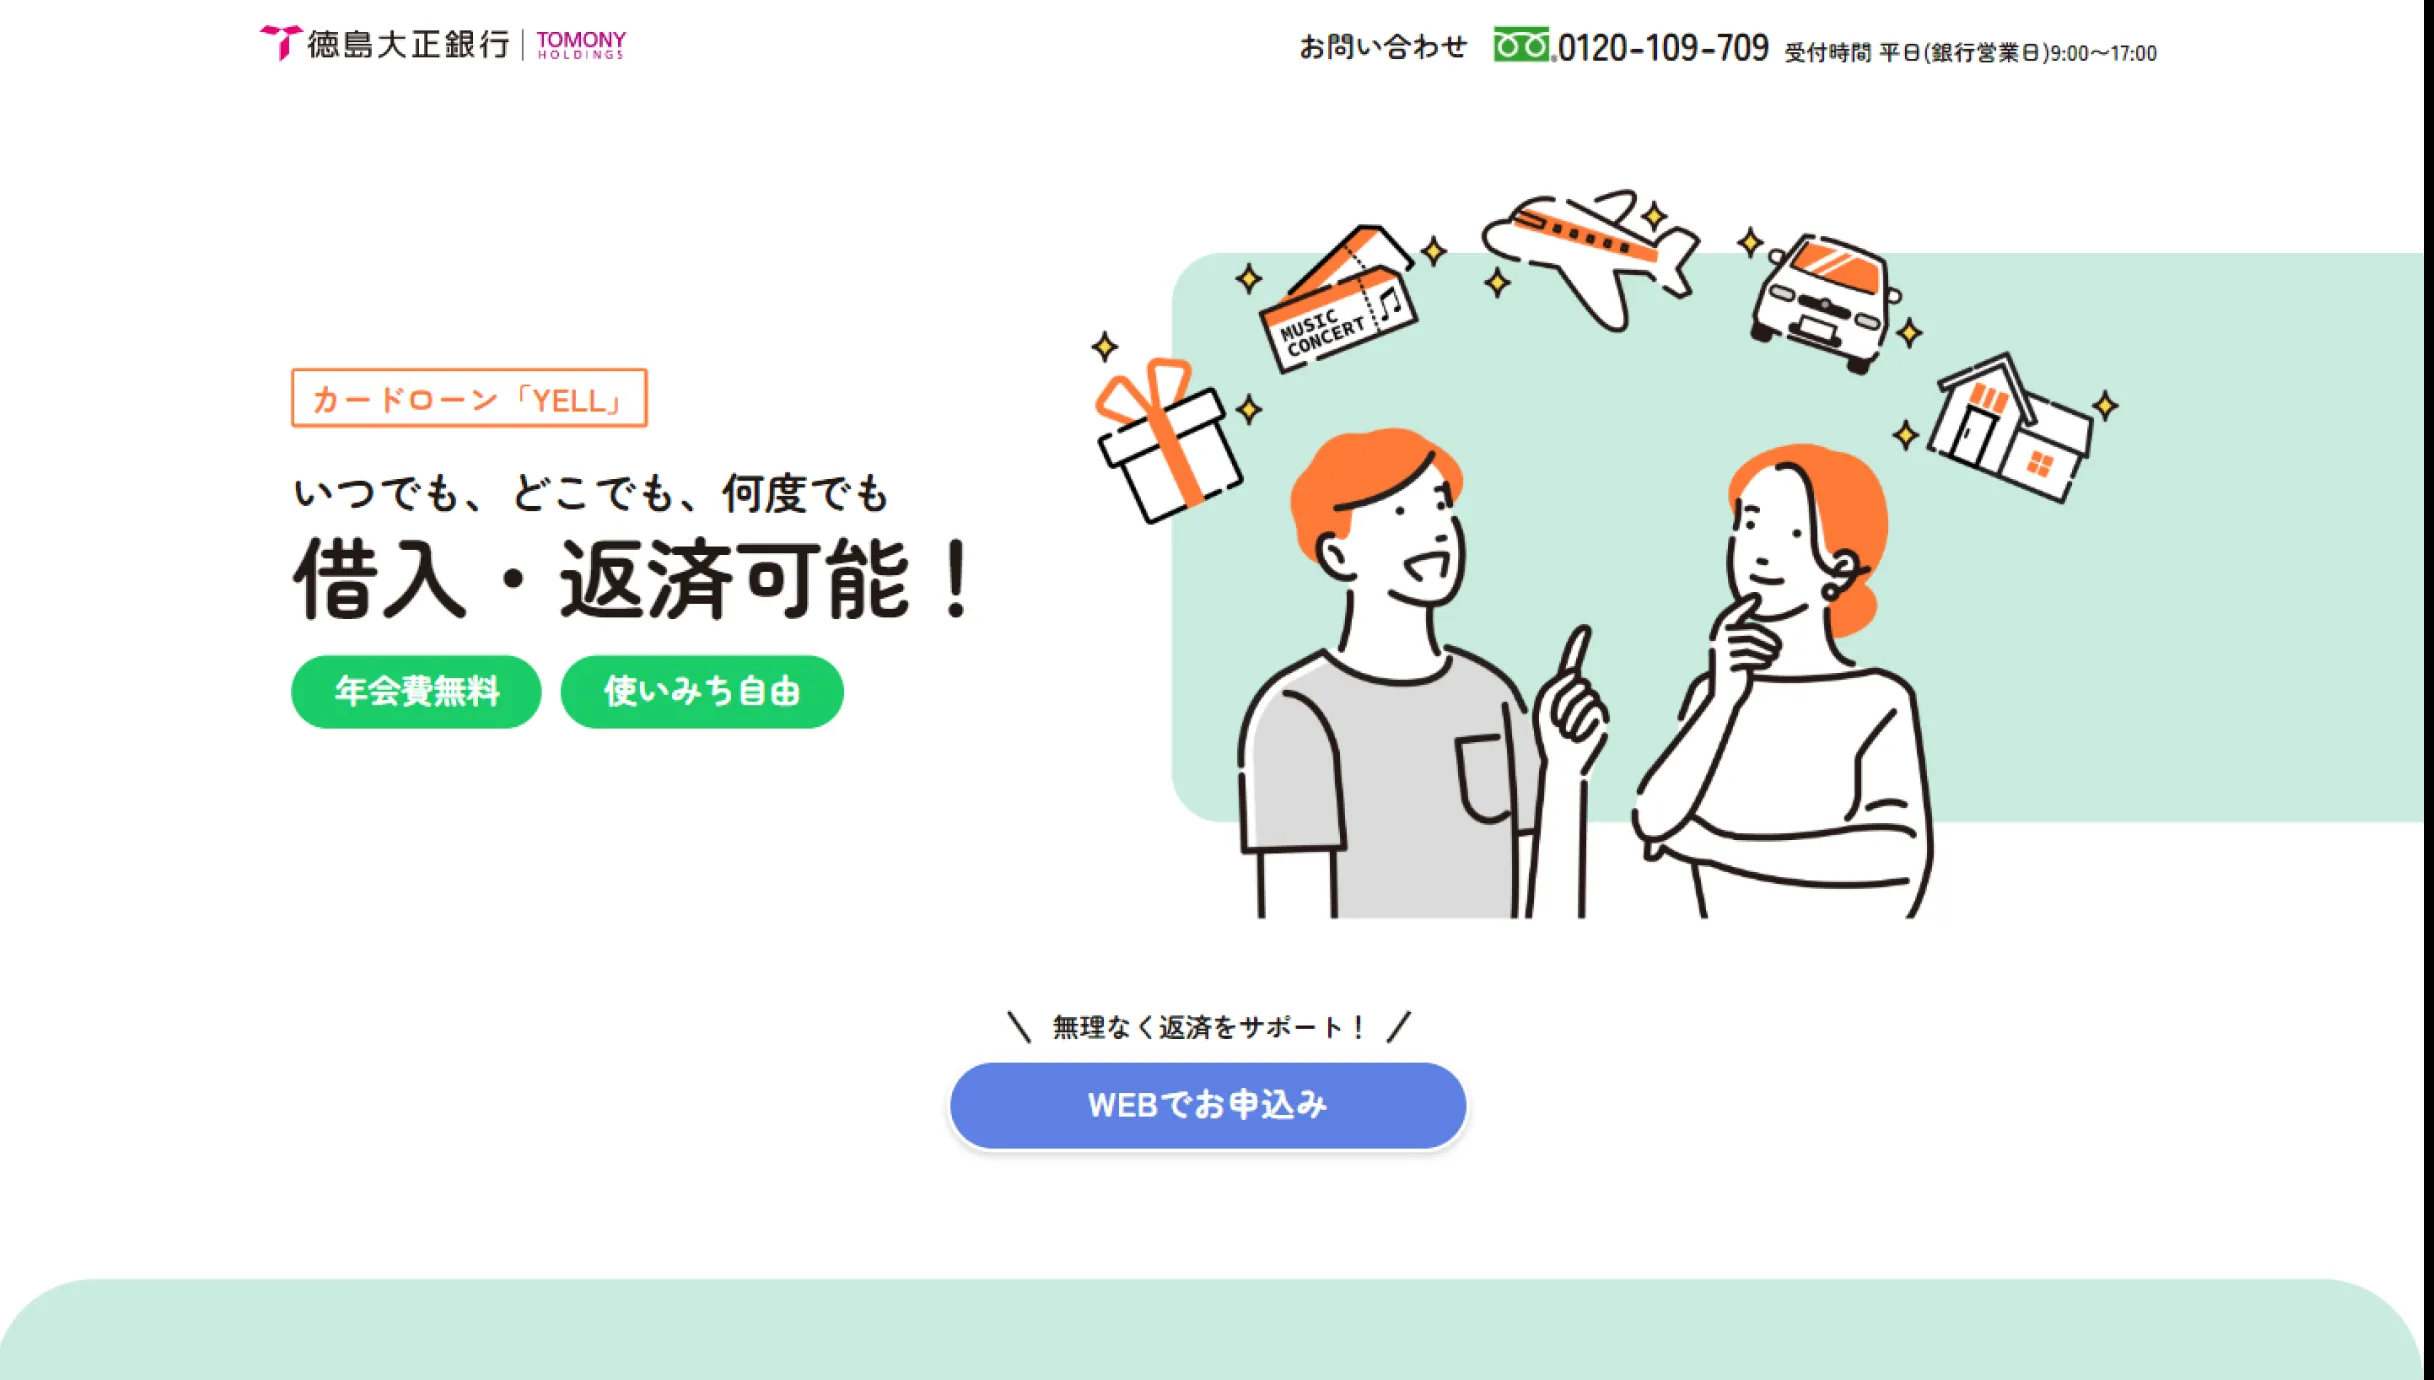 徳島大正銀行 TOMONY HOLDINGS
お問い合わせ 0120-109-709 受付時間 平日(銀行営業日)9:00〜17:00
MUSIC
CONCERT
カードローン「YELL」
いつでも、どこでも、何度でも
借入・返済可能！
年会費無料 使いみち自由
\ 無理なく返済をサポート！ /
WEBでお申込み